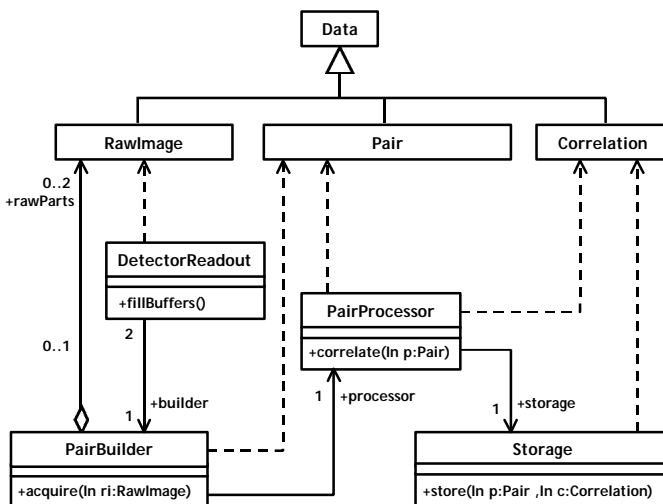 Data
RawImage
Pair
Correlation
0..2
+rawParts
DetectorReadout
+fillBuffers()
PairProcessor
+correlate(In p:Pair)
2
0..1
1
+builder
1
+processor
1
+storage
PairBuilder
+acquire(In ri:RawImage)
Storage
+store(In p:Pair ,In c:Correlation)